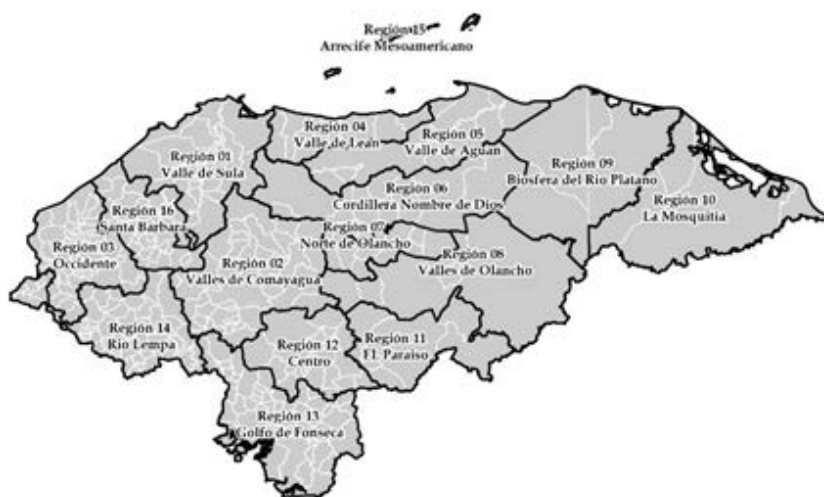 Región 15
Arrecife Mesoamericano
Región 04
Valle de Leán
Región 05
Valle de Aguan
Región 01
Valle de Sula
Región 09
Biosfera del Rio Platano
Región 06
Cordillera Nombre de Dios
Región 10
La Mosquitia
Región 16
Santa Barbara
Región 07
Norte de Olancho
Región 03
Occidente
Región 02
Valles de Comayagua
Región 08
Valles de Olancho
Región 14
Rio Lempa
Región 12
Centro
Región 11
El Paraiso
Región 13
Golfo de Fonseca